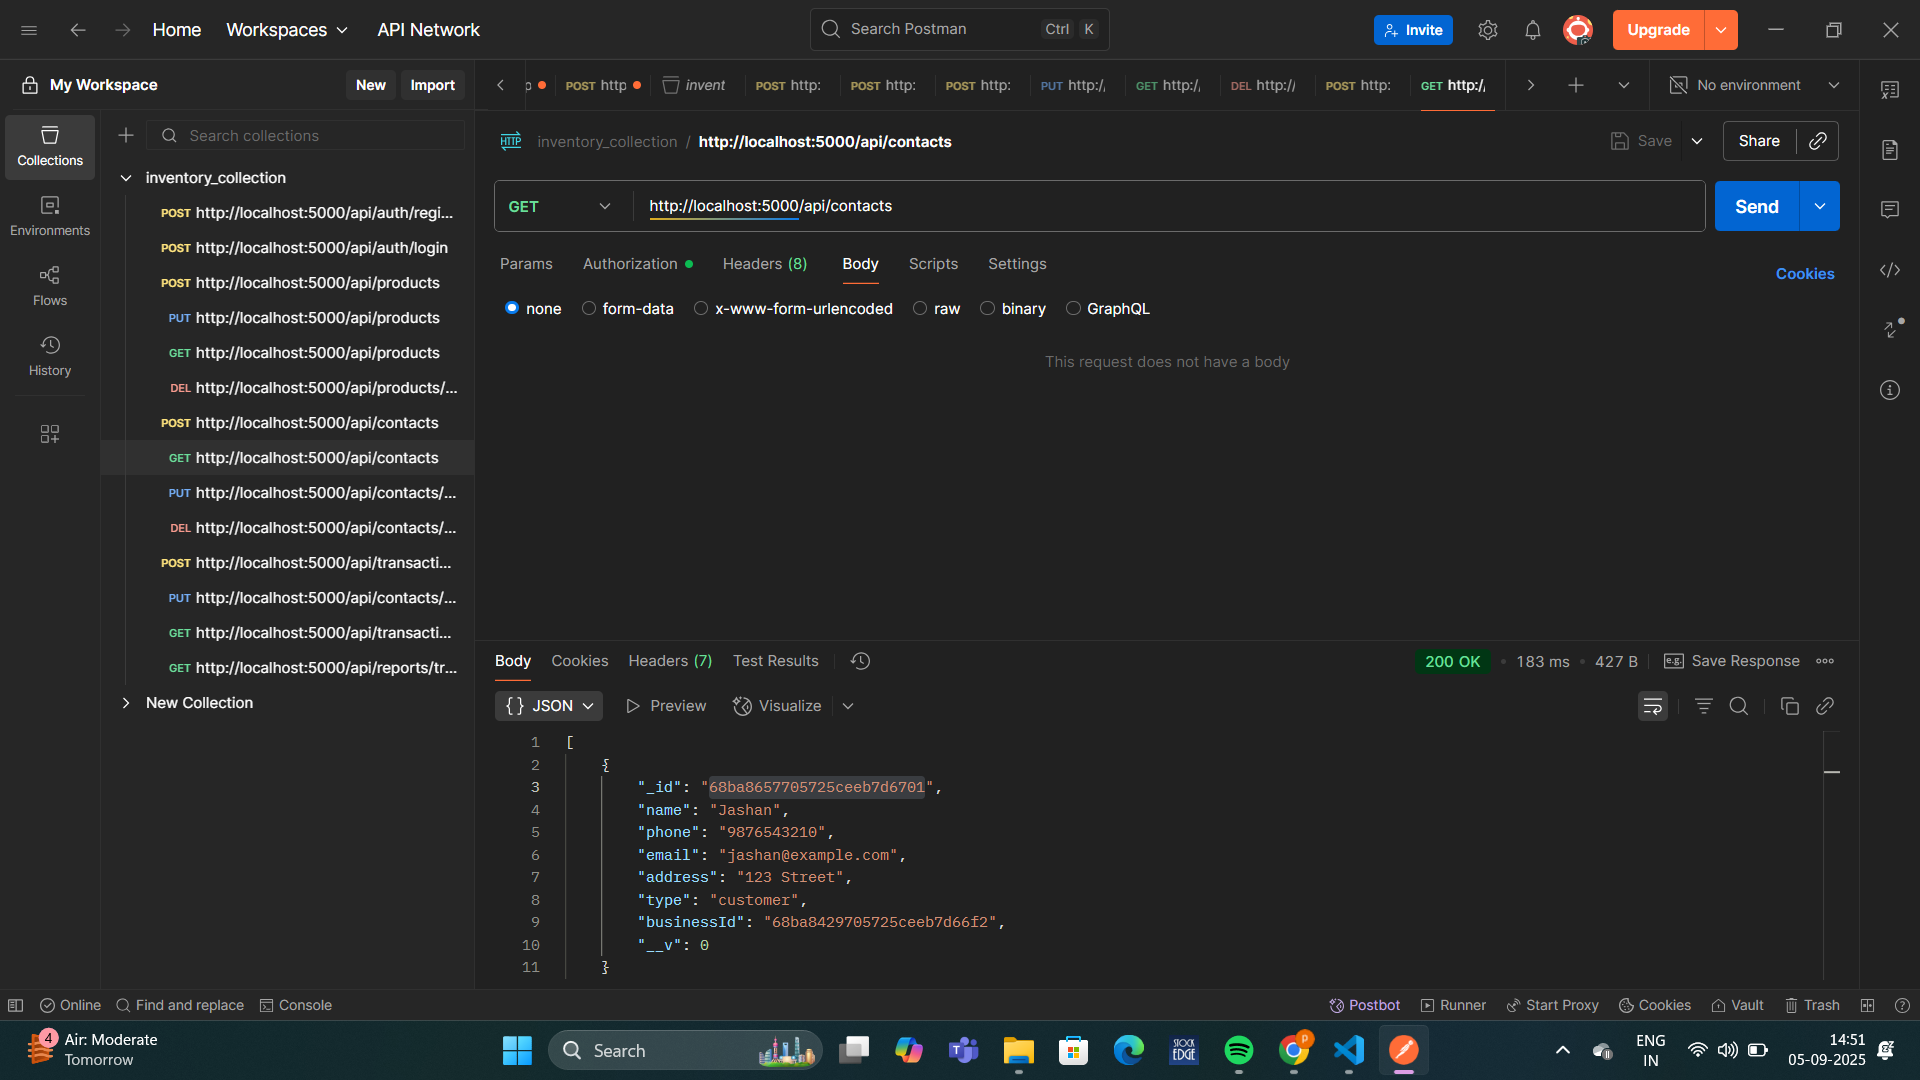 Home Workspaces API Network Search Postman Ctrl K Invite Upgrade
My Workspace New Import
p POST http invent POST http: POST http: POST http: PUT http:/, GET http:/, DEL http:// POST http: GET http:/, No environment
Collections
Environments
Flows
History
Search collections
inventory_collection
POST http://localhost:5000/api/auth/regi...
POST http://localhost:5000/api/auth/login
POST http://localhost:5000/api/products
PUT http://localhost:5000/api/products
GET http://localhost:5000/api/products
DEL http://localhost:5000/api/products/...
POST http://localhost:5000/api/contacts
GET http://localhost:5000/api/contacts
PUT http://localhost:5000/api/contacts/...
DEL http://localhost:5000/api/contacts/...
POST http://localhost:5000/api/transacti...
PUT http://localhost:5000/api/contacts/...
GET http://localhost:5000/api/transacti...
GET http://localhost:5000/api/reports/tr...
New Collection
HTTP inventory_collection / http://localhost:5000/api/contacts Save Share
GET http://localhost:5000/api/contacts Send
Params Authorization Headers (8) Body Scripts Settings Cookies
none form-data x-www-form-urlencoded raw binary GraphQL
This request does not have a body
Body Cookies Headers (7) Test Results 200 OK 183 ms 427 B e.g. Save Response
{} JSON Preview Visualize
1 [
2 {
3 "_id": "68ba8657705725ceeb7d6701",
4 "name": "Jashan",
5 "phone": "9876543210",
6 "email": "jashan@example.com",
7 "address": "123 Street",
8 "type": "customer",
9 "businessId": "68ba8429705725ceeb7d66f2",
10 "__v": 0
11 }
Online Find and replace Console Postbot Runner Start Proxy Cookies Vault Trash
4 Air: Moderate
Tomorrow
Search
STOCK
EDGE
P
ENG
IN
14:51
05-09-2025